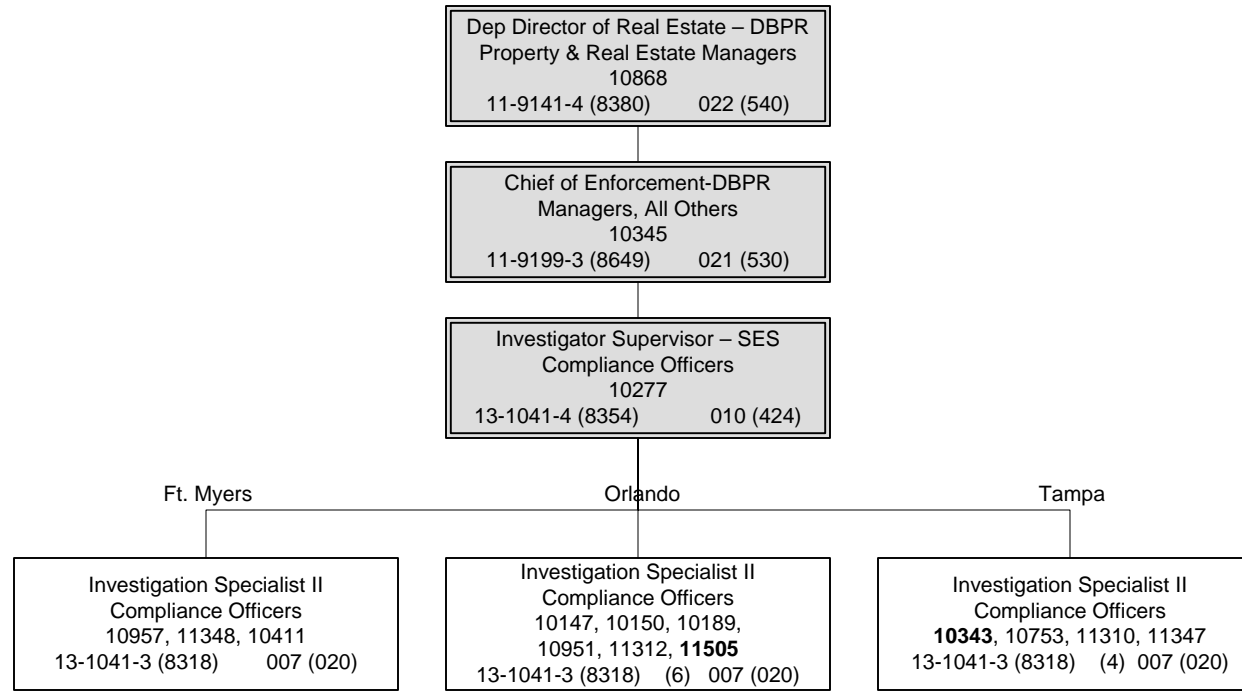 Dep Director of Real Estate – DBPR
Property & Real Estate Managers
10868
11-9141-4 (8380) 022 (540)
Chief of Enforcement-DBPR
Managers, All Others
10345
11-9199-3 (8649) 021 (530)
Investigator Supervisor – SES
Compliance Officers
10277
13-1041-4 (8354) 010 (424)
Ft. Myers
Orlando
Tampa
Investigation Specialist II
Compliance Officers
10957, 11348, 10411
13-1041-3 (8318) 007 (020)
Investigation Specialist II
Compliance Officers
10147, 10150, 10189,
10951, 11312, 11505
13-1041-3 (8318) (6) 007 (020)
Investigation Specialist II
Compliance Officers
10343, 10753, 11310, 11347
13-1041-3 (8318) (4) 007 (020)